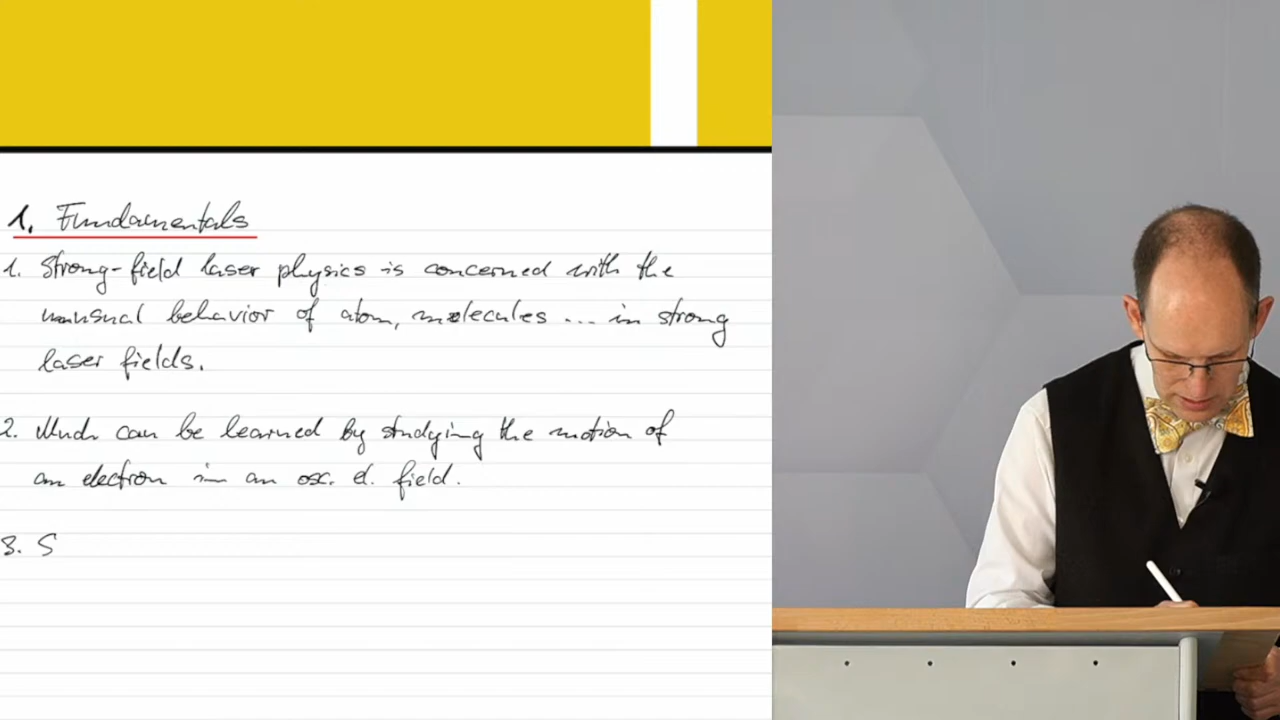 1. Fundamentals
1. Strong-field laser physics is concerned with the
unusual behavior of atom, molecules ... in strong
laser fields.
2. Much can be learned by studying the motion of
an electron in an osc. el. field.
3. S